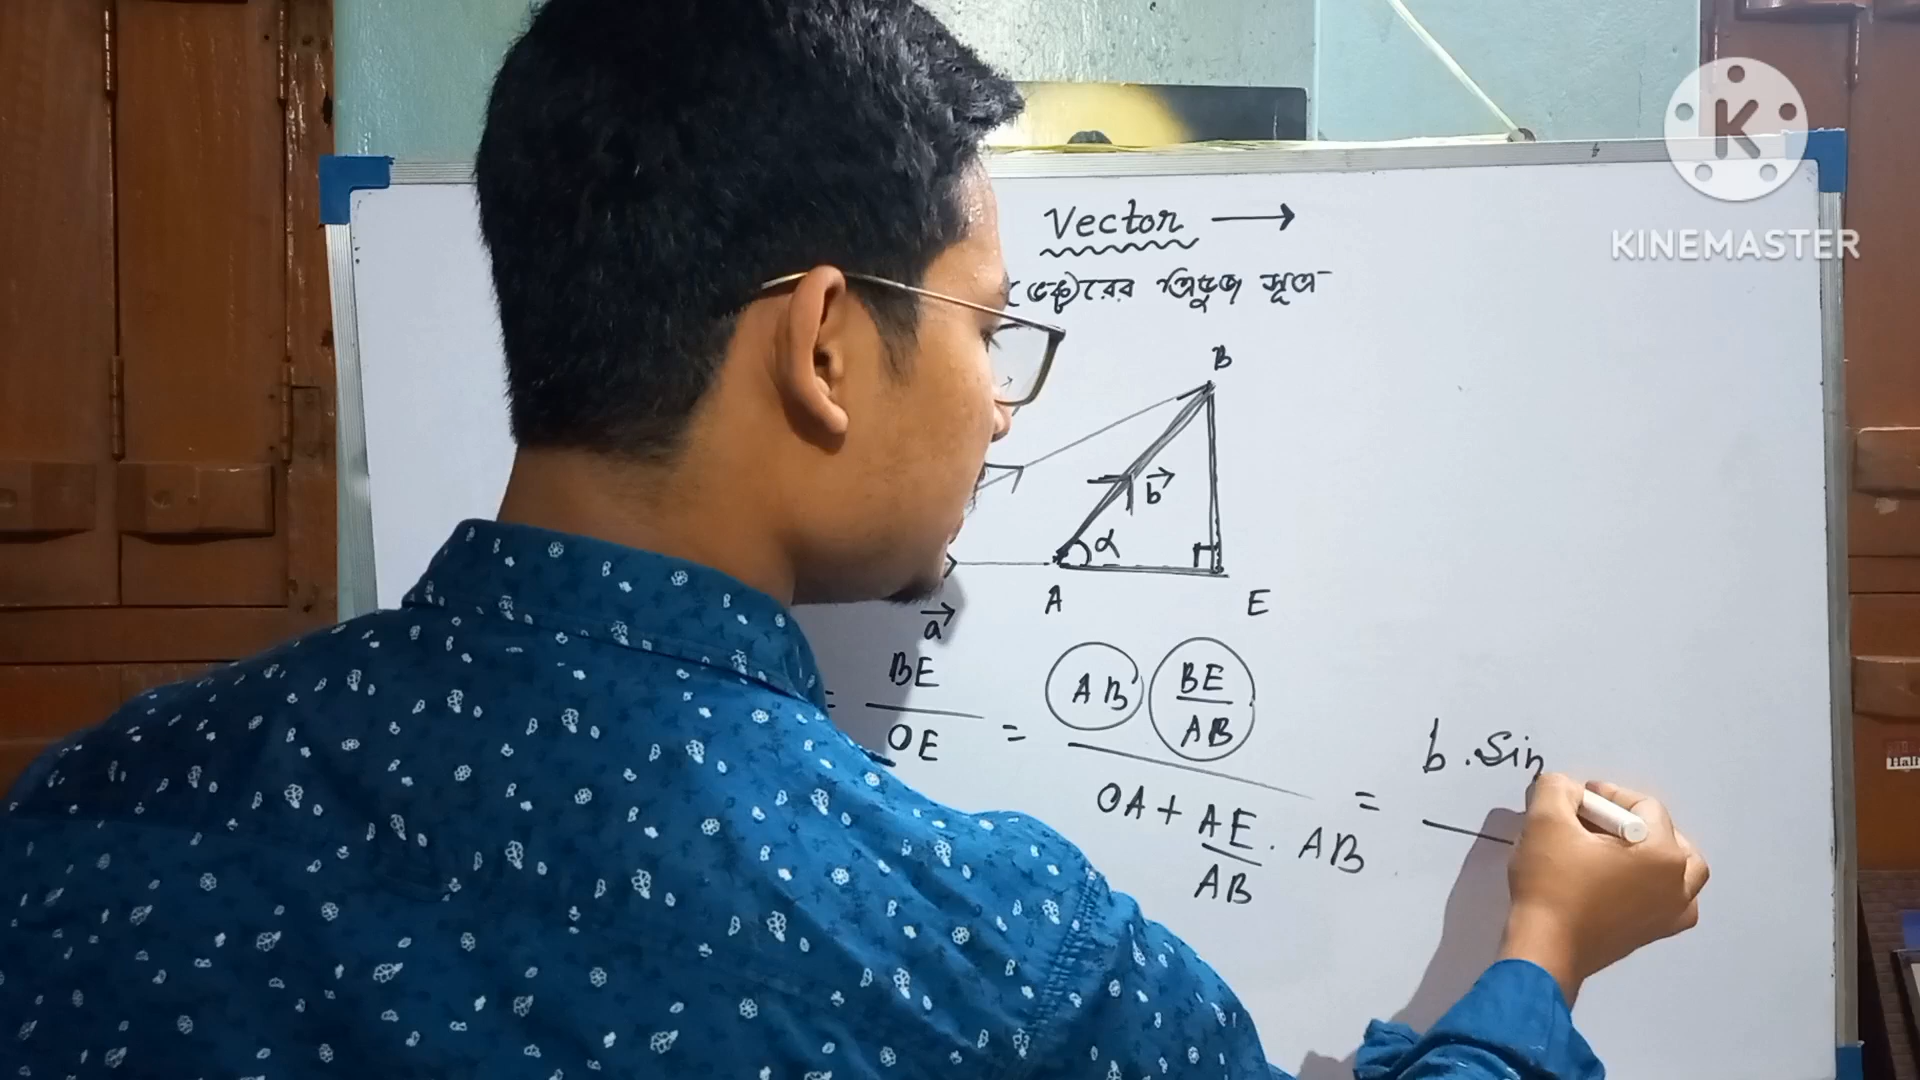 KINEMASTER
Vector →
ভেক্টরের ত্রিভুজ সূত্র
B
b⃗
α
A E
a⃗
= BE / OE = AB BE / AB / OA + AE / AB . AB = b . Sin